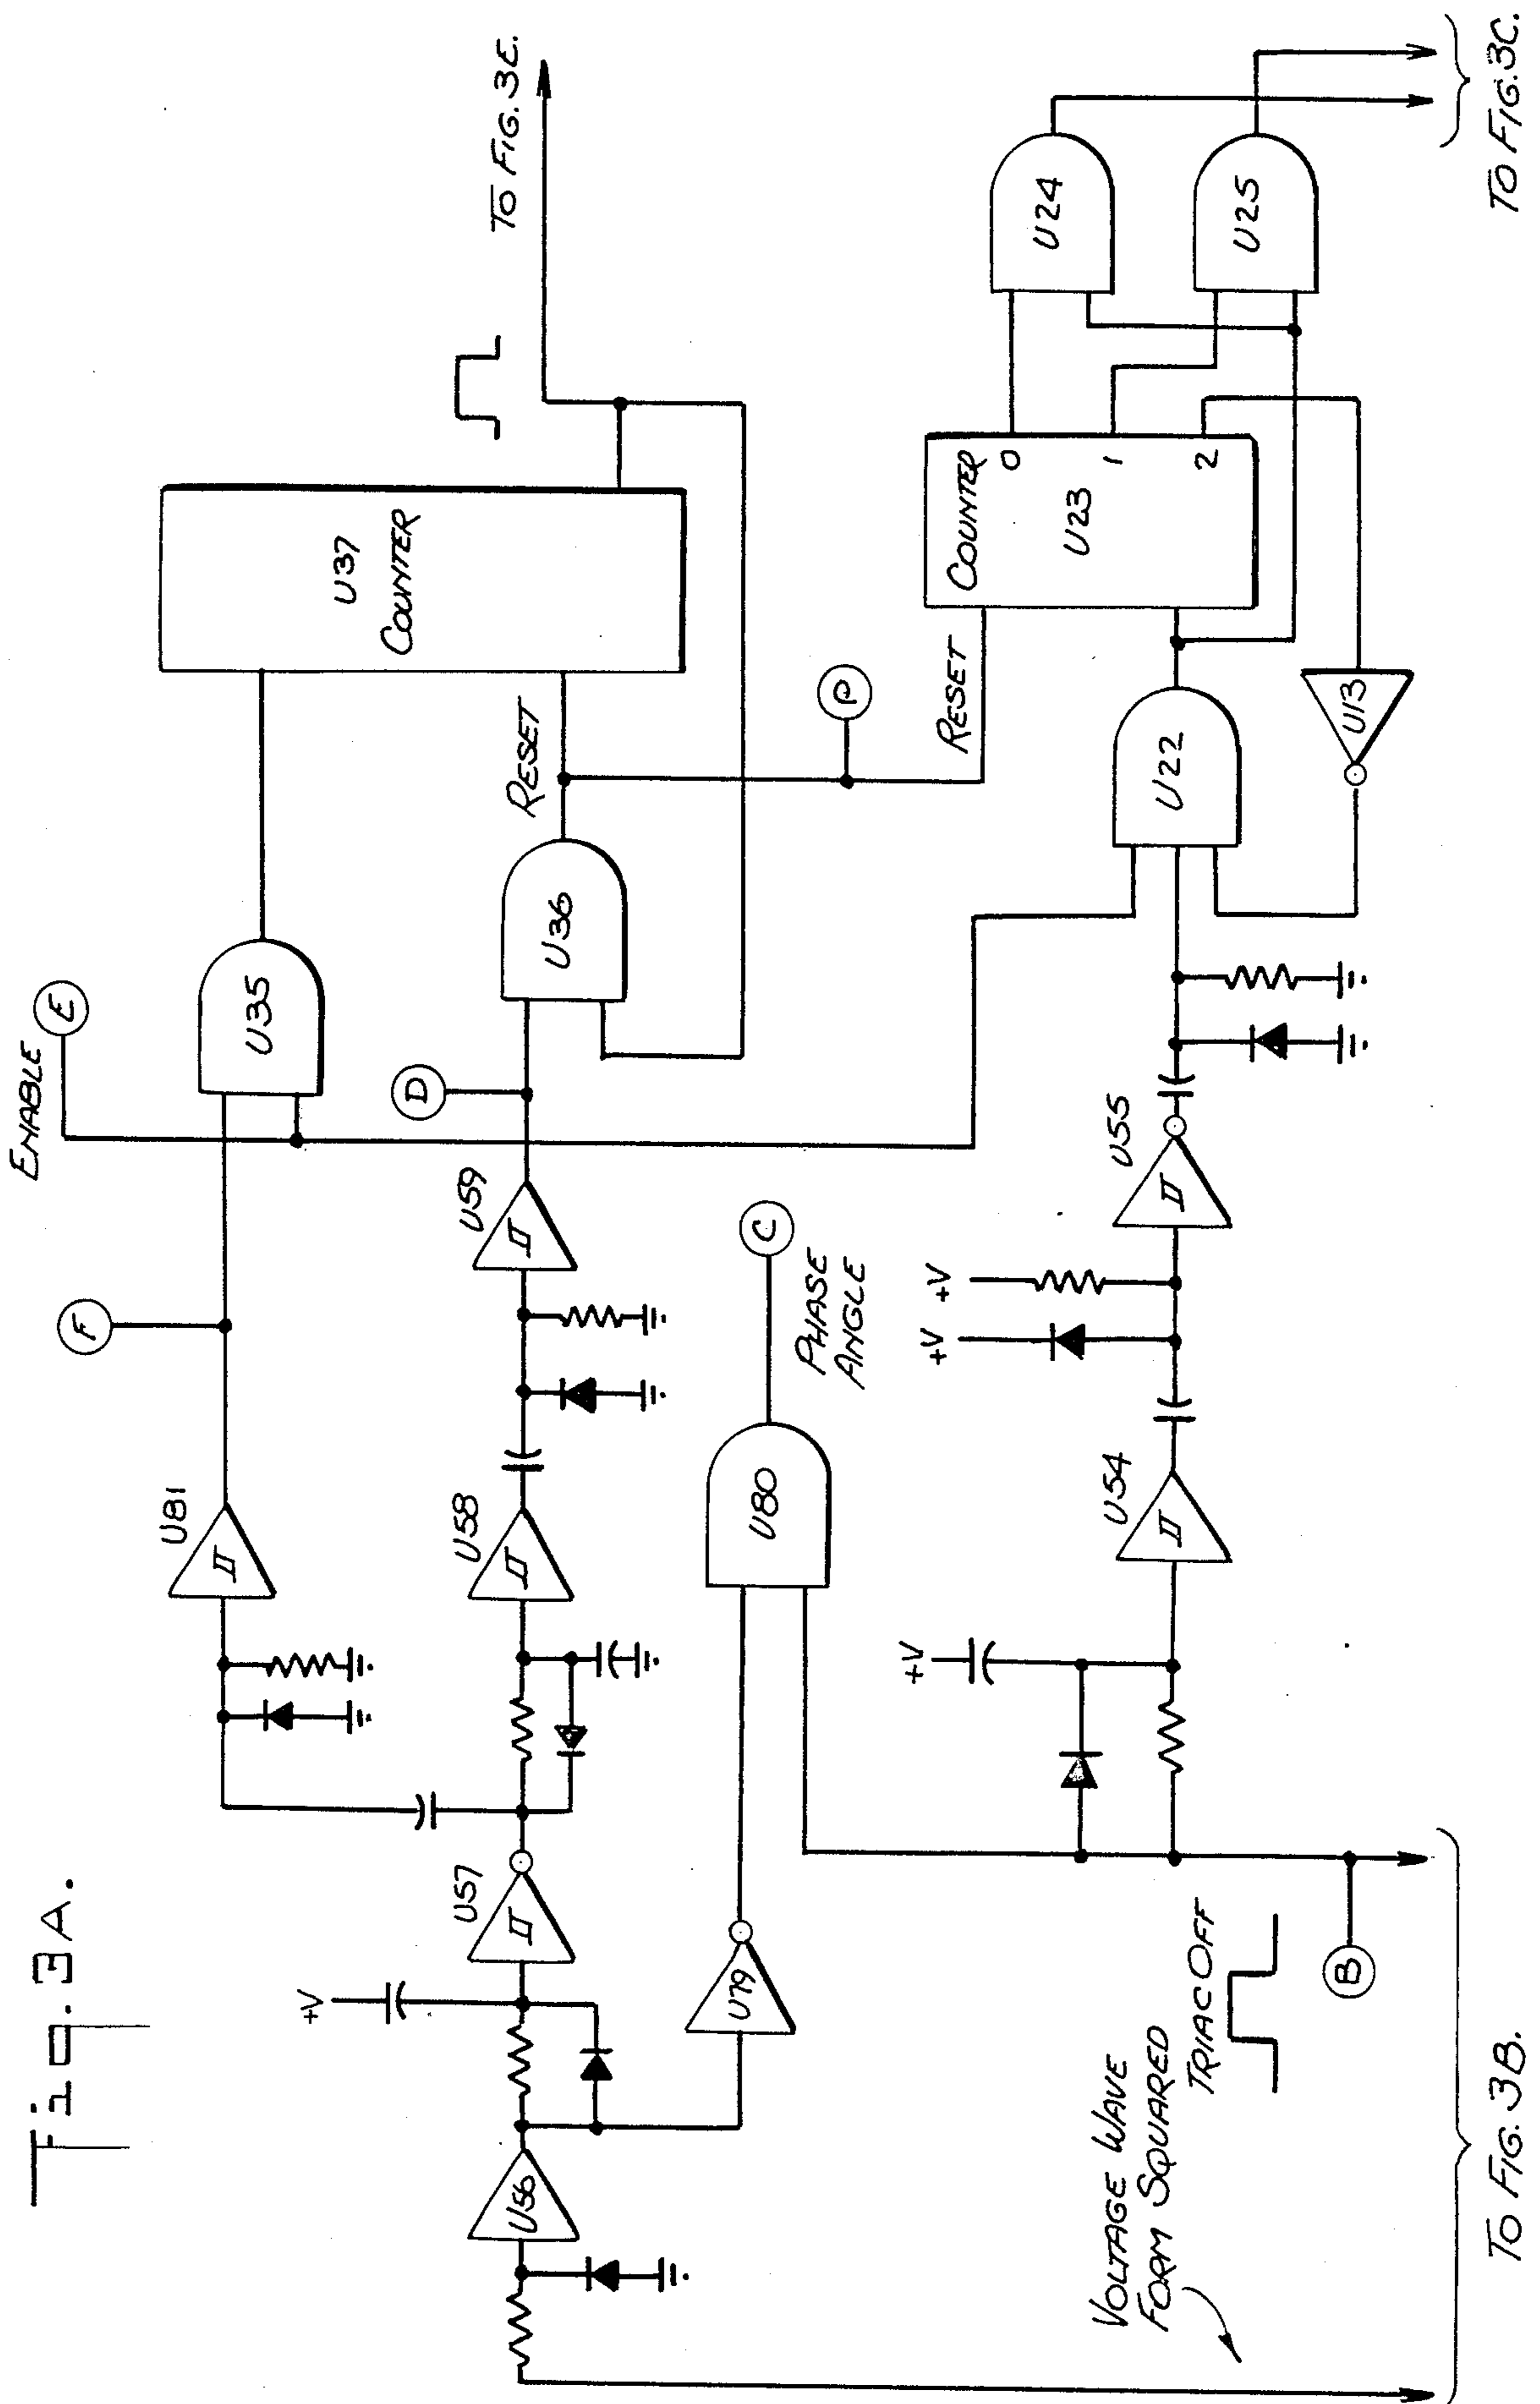 Fig. 3A.
ENABLE
E
F
U81
U35
U37
COUNTER
TO FIG. 3E.
+V
U56
U57
U58
U59
D
U36
RESET
P
U79
U80
C
PHASE
ANGLE
RESET
COUNTER
U23
0
1
2
U24
U25
+V
+V
+V
U54
U55
U22
U13
VOLTAGE WAVE
FORM SQUARED
TRIAC OFF
B
TO FIG. 3B.
TO FIG. 3C.